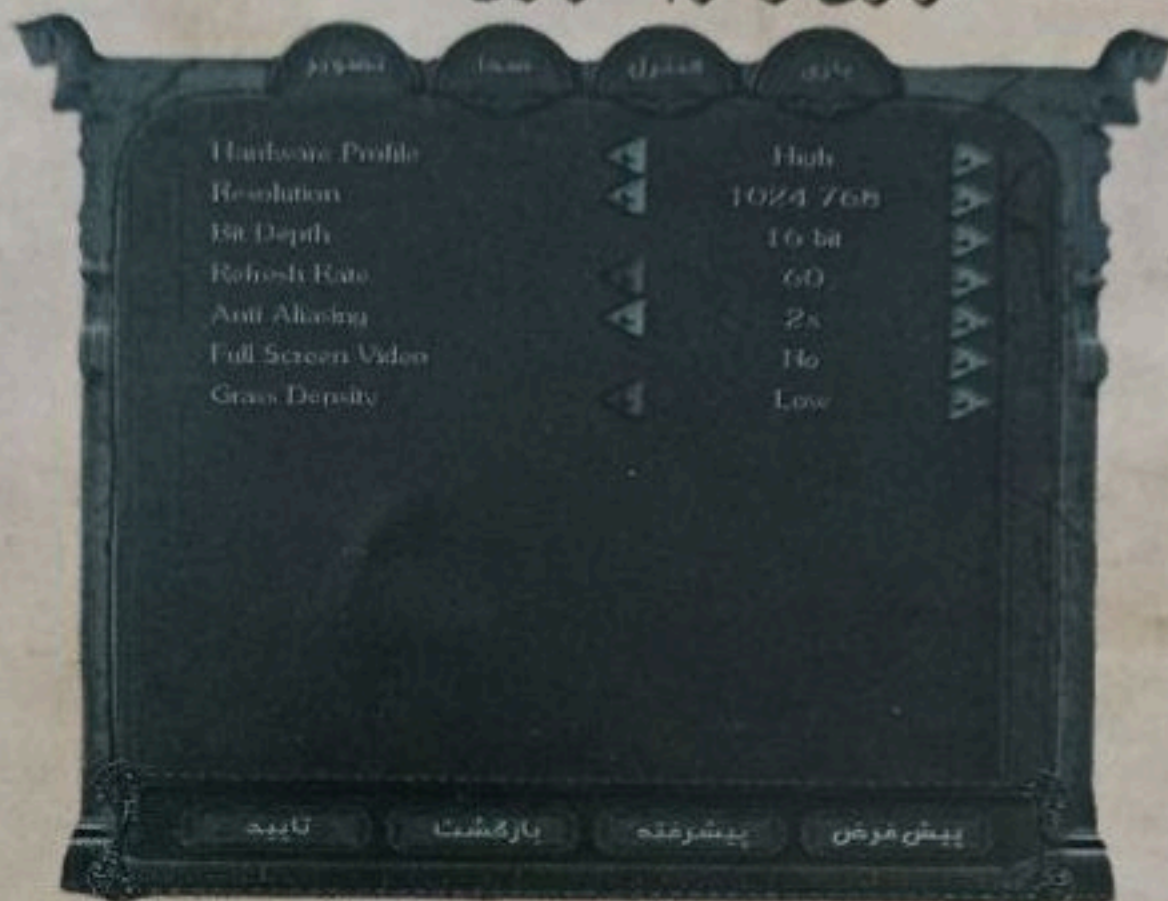 بازی کنترل صدا تصویر
Hardware Profile High
Resolution 1024 768
Bit Depth 16 bit
Refresh Rate 60
Anti Aliasing 2x
Full Screen Video No
Grass Density Low
پیش فرض پیشرفته بازگشت تایید